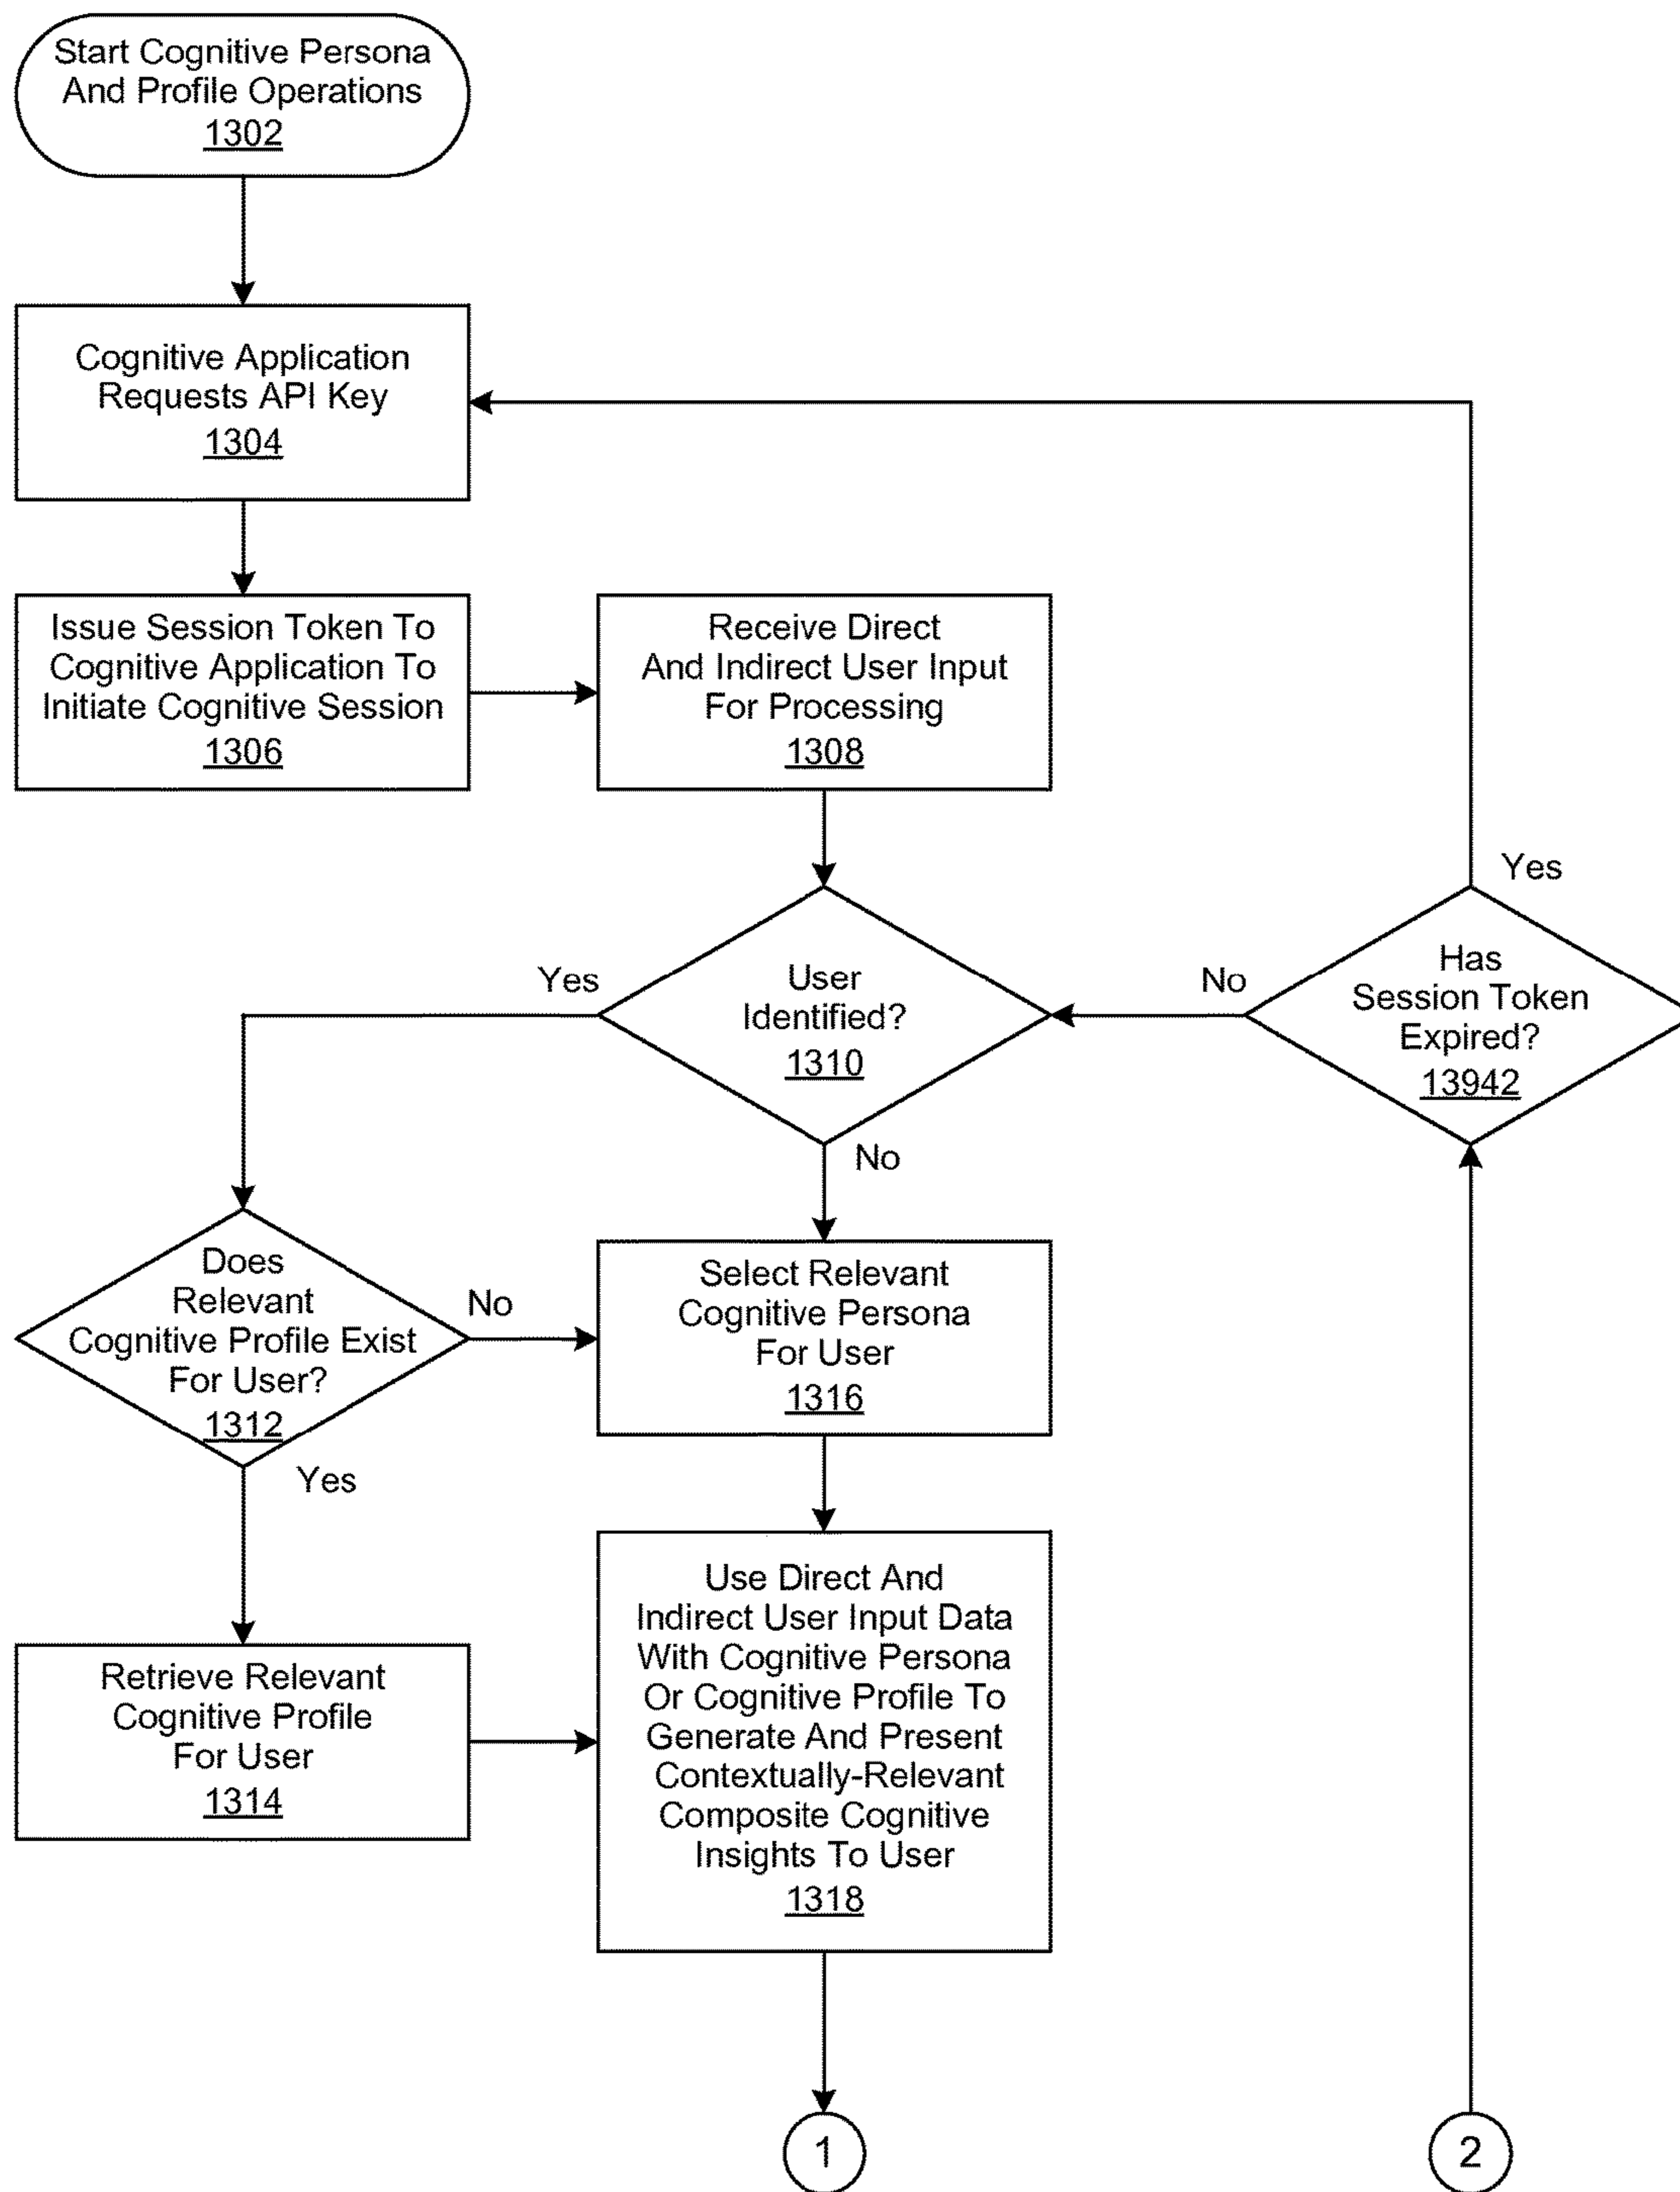 Start Cognitive Persona
And Profile Operations
1302
Cognitive Application
Requests API Key
1304
Issue Session Token To
Cognitive Application To
Initiate Cognitive Session
1306
Receive Direct
And Indirect User Input
For Processing
1308
Yes
User
Identified?
1310
No
No
Has
Session Token
Expired?
13942
Yes
Does
Relevant
Cognitive Profile Exist
For User?
1312
No
Yes
Select Relevant
Cognitive Persona
For User
1316
Retrieve Relevant
Cognitive Profile
For User
1314
Use Direct And
Indirect User Input Data
With Cognitive Persona
Or Cognitive Profile To
Generate And Present
Contextually-Relevant
Composite Cognitive
Insights To User
1318
1
2